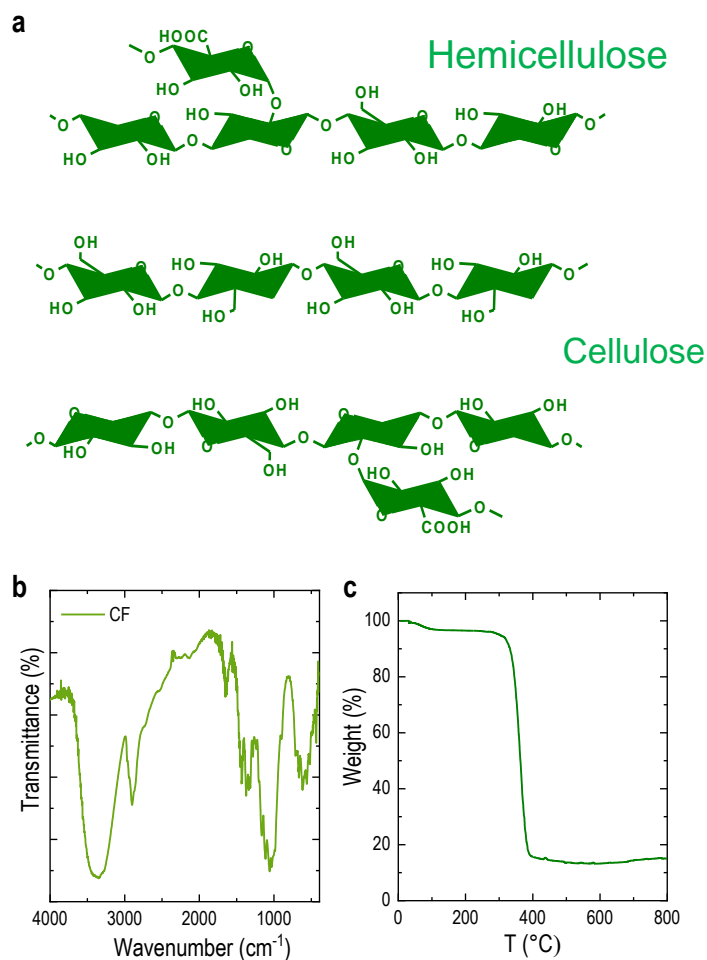 a
Hemicellulose
HOOC
O
O
HO
OH
O
O
O
HO
OH
O
HO
O
O
OH
O
HO
OH
O
HO
OH
O
O
OH
O
O
HO
OH
O
HO
OH
HO
O
OH
O
HO
OH
O
HO
OH
HO
O
Cellulose
O
O
HO
OH
O
HO
OH
O
OH
O
O
OH
O
O
HO
O
OH
O
O
HO
OH
O
COOH
O
b
CF
Transmittance (%)
4000 3000 2000 1000
Wavenumber (cm-1)
c
Weight (%)
100
80
60
40
20
0
0 200 400 600 800
T (°C)